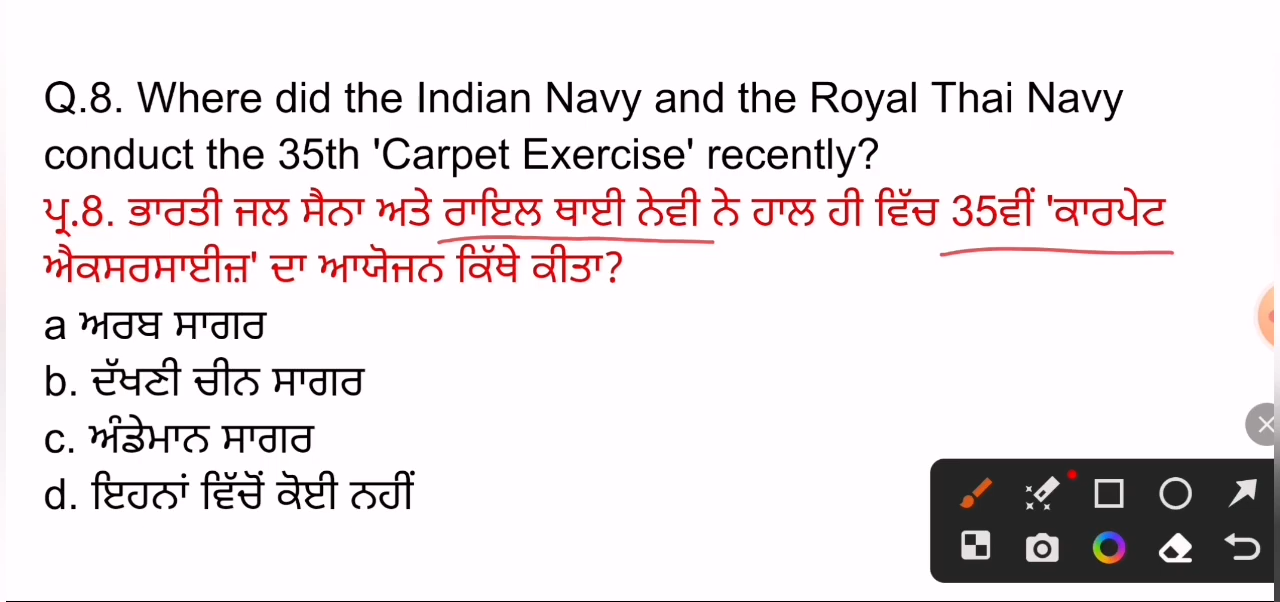 Q.8. Where did the Indian Navy and the Royal Thai Navy
conduct the 35th 'Carpet Exercise' recently?
ਪ੍ਰ.8. ਭਾਰਤੀ ਜਲ ਸੈਨਾ ਅਤੇ ਰਾਇਲ ਥਾਈ ਨੇਵੀ ਨੇ ਹਾਲ ਹੀ ਵਿੱਚ 35ਵੀਂ 'ਕਾਰਪੇਟ
ਐਕਸਰਸਾਈਜ਼' ਦਾ ਆਯੋਜਨ ਕਿੱਥੇ ਕੀਤਾ?
a ਅਰਬ ਸਾਗਰ
b. ਦੱਖਣੀ ਚੀਨ ਸਾਗਰ
c. ਅੰਡੇਮਾਨ ਸਾਗਰ
d. ਇਹਨਾਂ ਵਿੱਚੋਂ ਕੋਈ ਨਹੀਂ